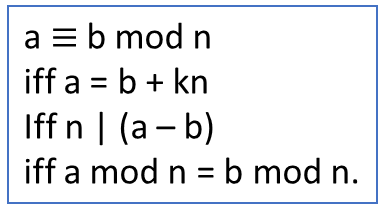 a ≡ b mod n
iff a = b + kn
Iff n | (a – b)
iff a mod n = b mod n.